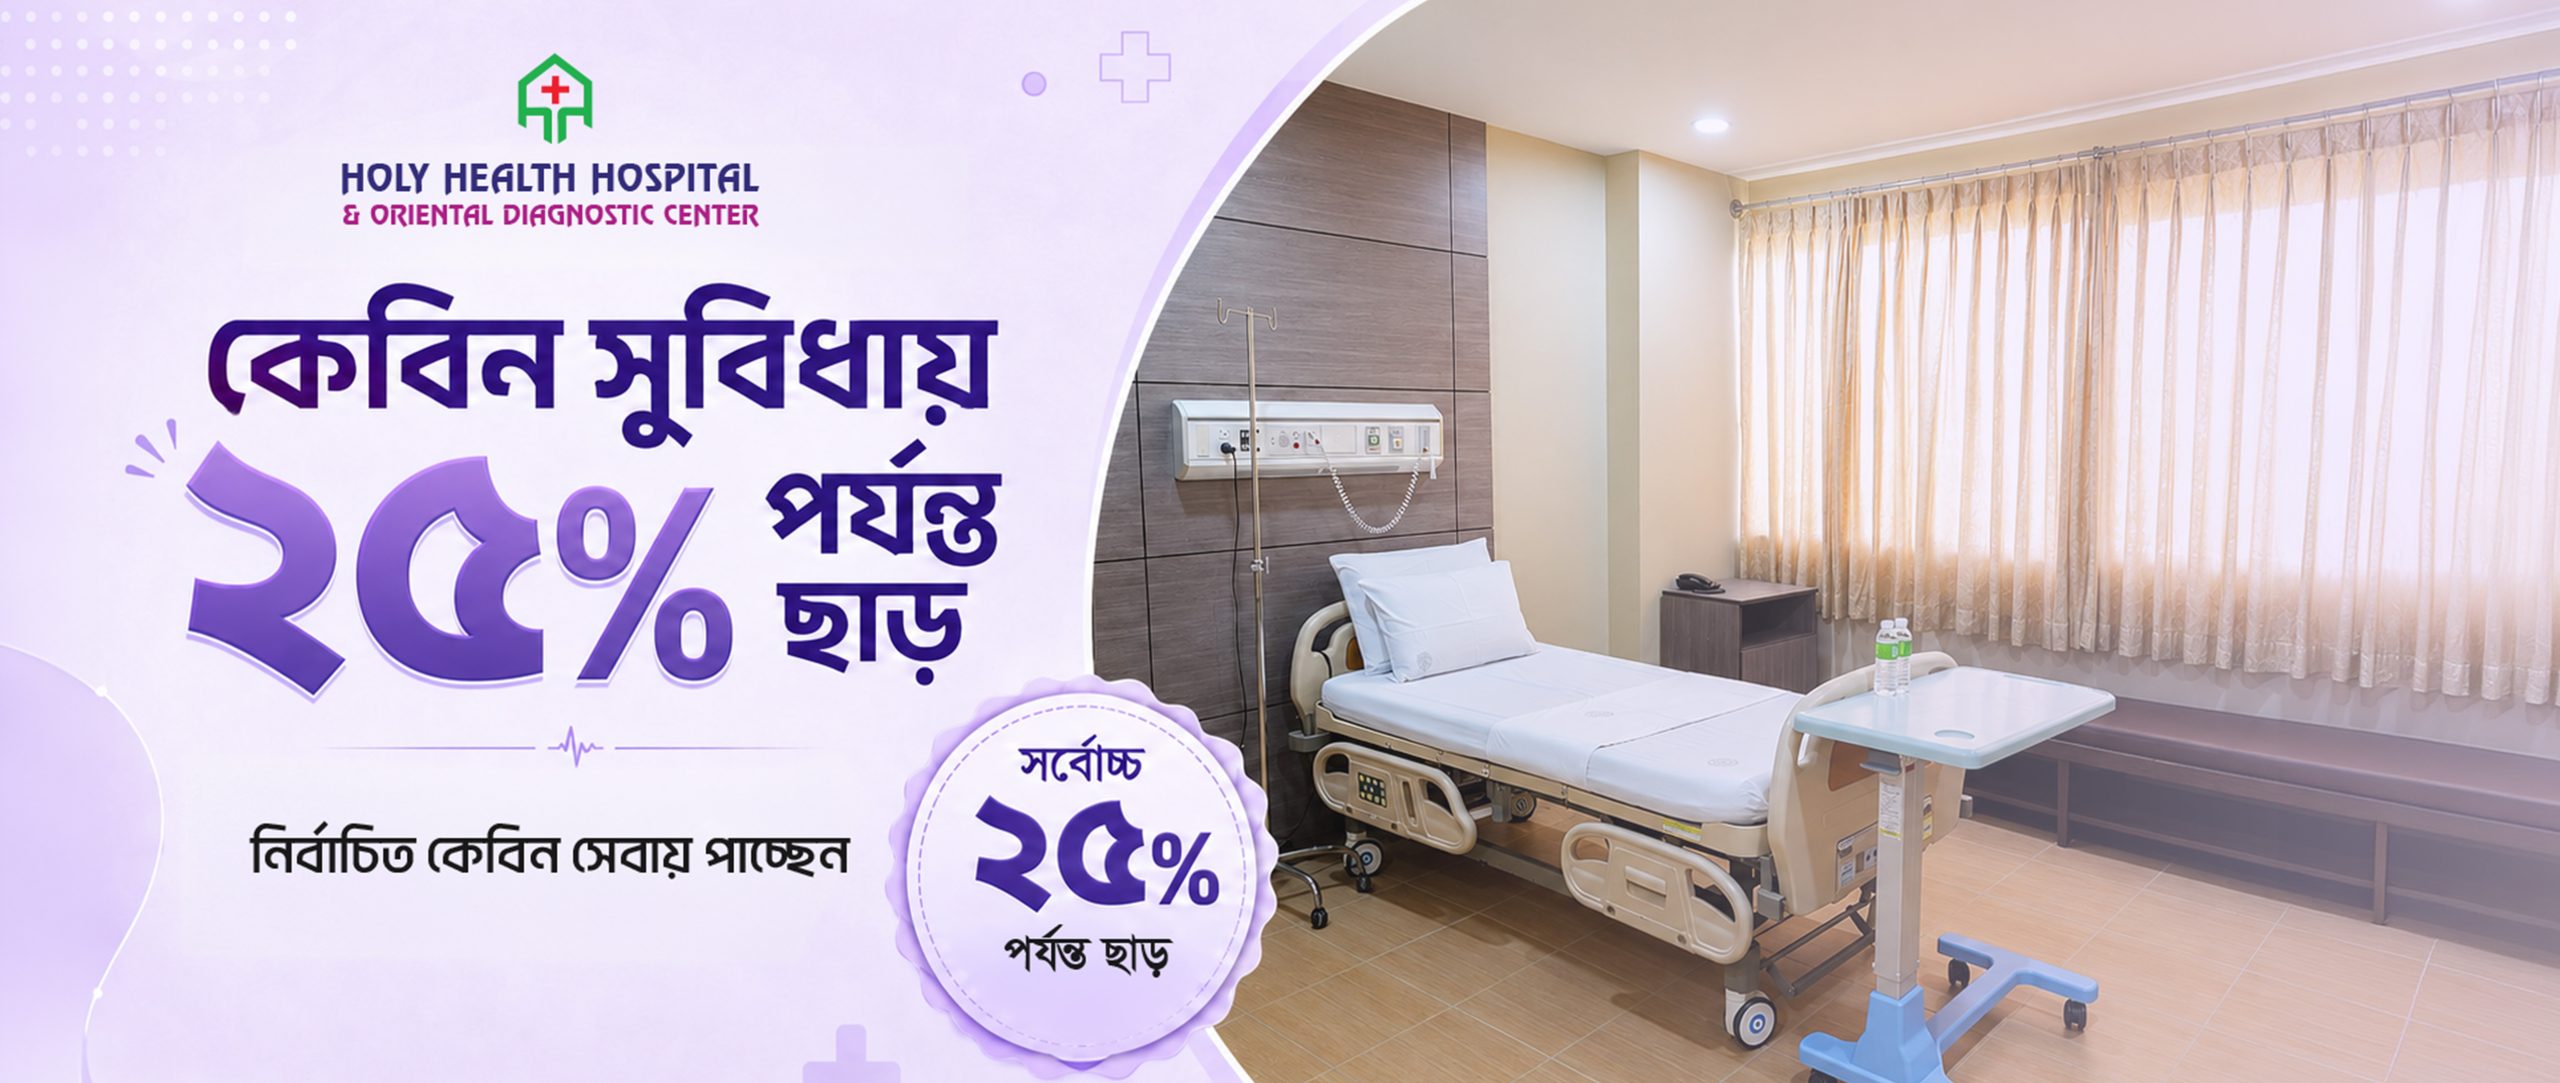 HOLY HEALTH HOSPITAL
& ORIENTAL DIAGNOSTIC CENTER
কেবিন সুবিধায়
২৫% পর্যন্ত
ছাড়
নির্বাচিত কেবিন সেবায় পাচ্ছেন
সর্বোচ্চ
২৫%
পর্যন্ত ছাড়